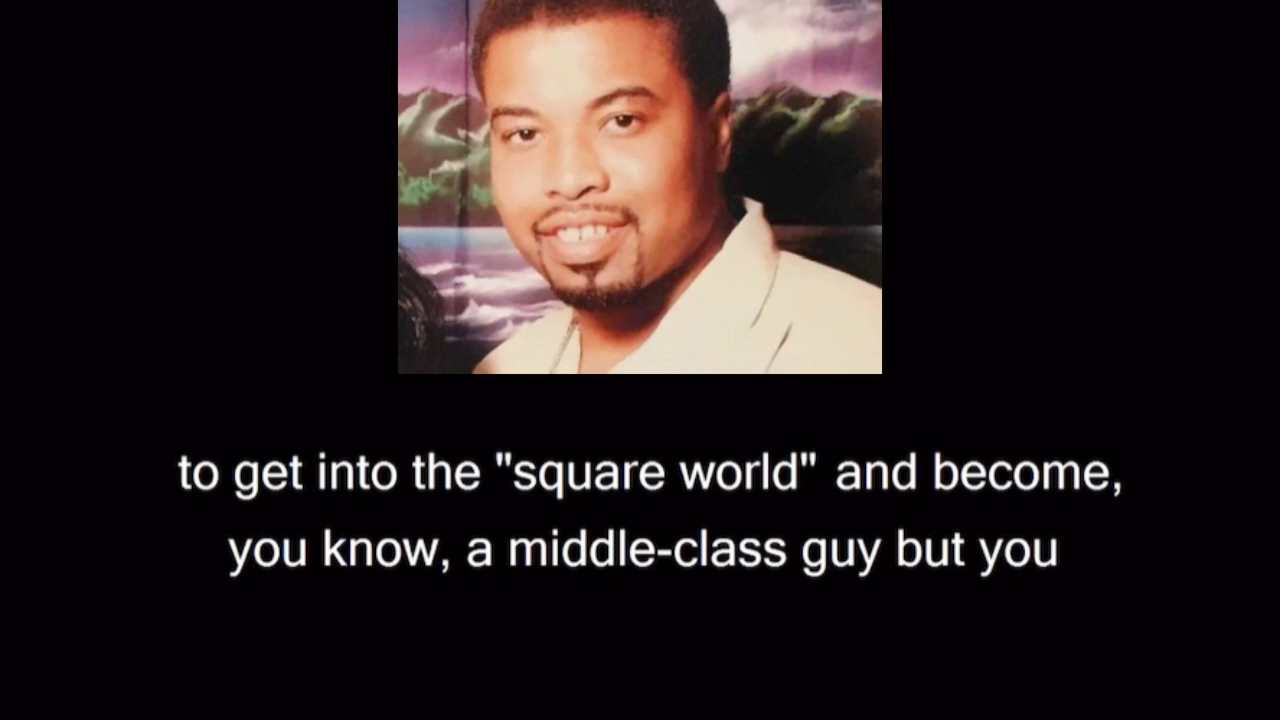 to get into the "square world" and become,
you know, a middle-class guy but you